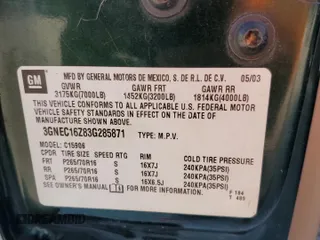 GM
MFD BY GENERAL MOTORS DE MEXICO, S. DE R.L. DE C.V. 05/03
GVWR GAWR FRT GAWR RR
3175KG(7000LB) 1452KG(3200LB) 1814KG(4000LB)
THIS VEHICLE CONFORMS TO ALL APPLICABLE U.S. FEDERAL MOTOR
VEHICLE SAFETY STANDARDS IN EFFECT ON THE DATE OF
MANUFACTURE SHOWN ABOVE.
3GNEC16Z83G285871 TYPE: M.P.V.
MODEL: C15906
CPDR TIRE SIZE SPEED RTG RIM COLD TIRE PRESSURE
FRT P265/70R16 S 16X7J 240KPA(35PSI)
RR P265/70R16 S 16X7J 240KPA(35PSI)
SPA P265/70R16 S 16X6.5J 240KPA(35PSI)
SEE OWNER'S MANUAL FOR MORE INFORMATION. F 184
T 405